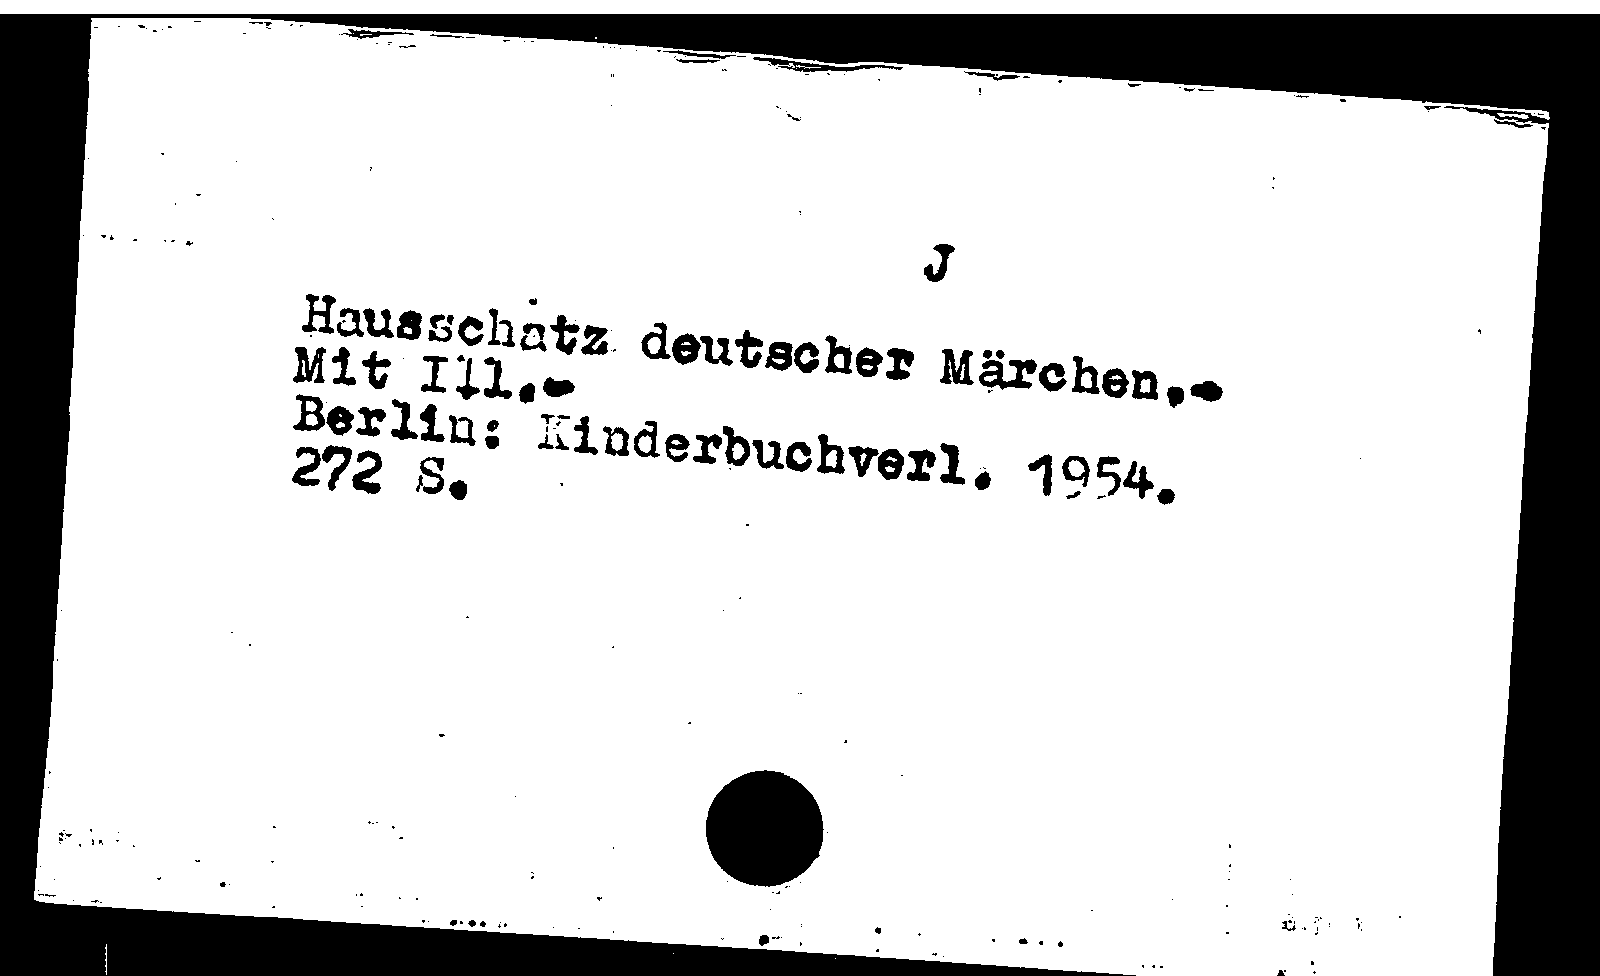 J
Hausschatz deutscher Märchen.-
Mit Ill.-
Berlin: Kinderbuchverl. 1954.
272 S.